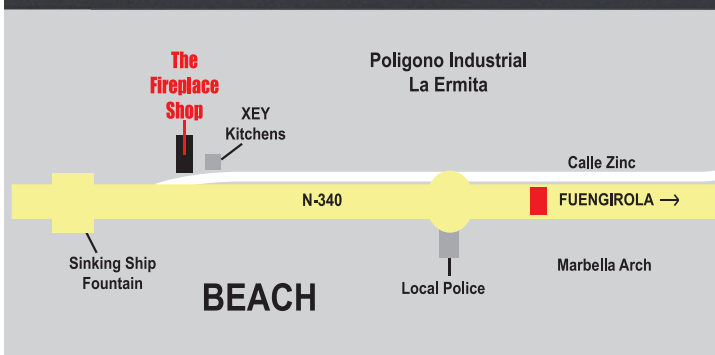 The
Fireplace
Shop
XEY
Kitchens
Poligono Industrial
La Ermita
Calle Zinc
N-340
FUENGIROLA →
Sinking Ship
Fountain
BEACH
Local Police
Marbella Arch